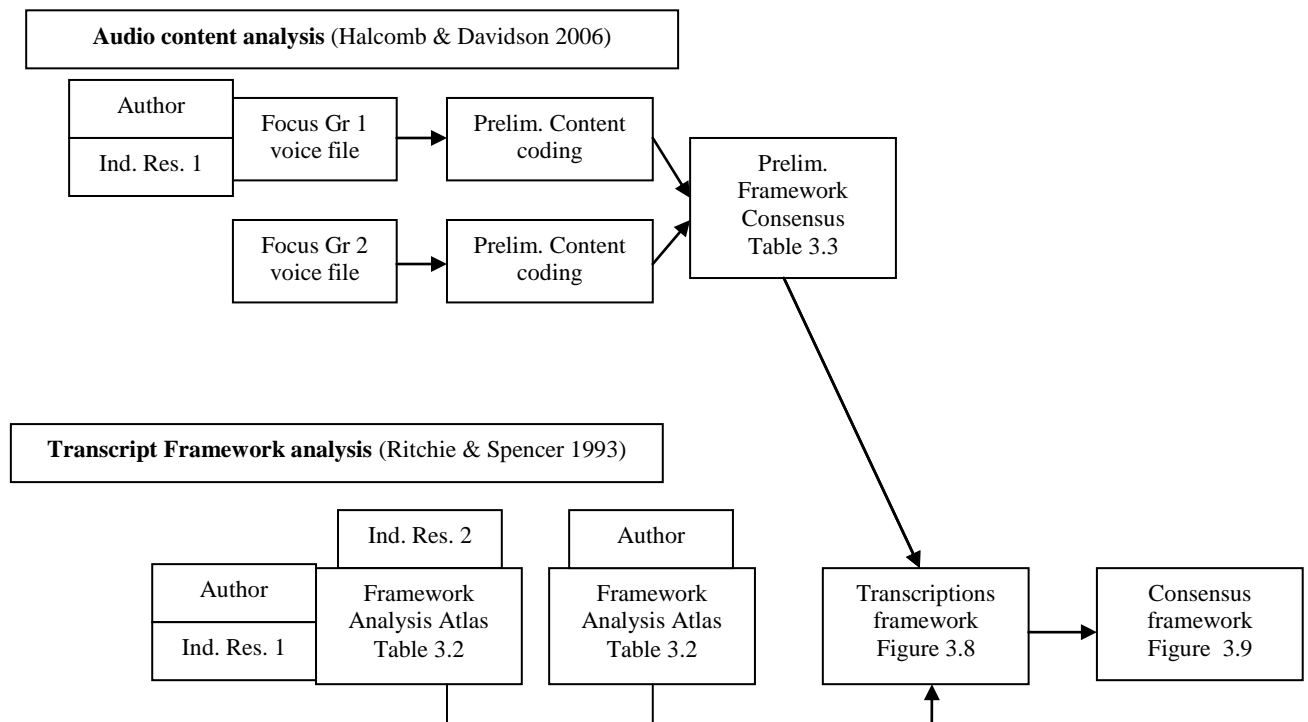 Audio content analysis (Halcomb & Davidson 2006)
Author
Ind. Res. 1
Focus Gr 1
voice file
Prelim. Content
coding
Focus Gr 2
voice file
Prelim. Content
coding
Prelim.
Framework
Consensus
Table 3.3
Transcript Framework analysis (Ritchie & Spencer 1993)
Author
Ind. Res. 1
Ind. Res. 2
Framework
Analysis Atlas
Table 3.2
Author
Framework
Analysis Atlas
Table 3.2
Transcriptions
framework
Figure 3.8
Consensus
framework
Figure 3.9